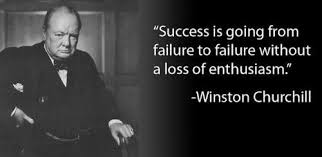 “Success is going from
failure to failure without
a loss of enthusiasm.”
-Winston Churchill